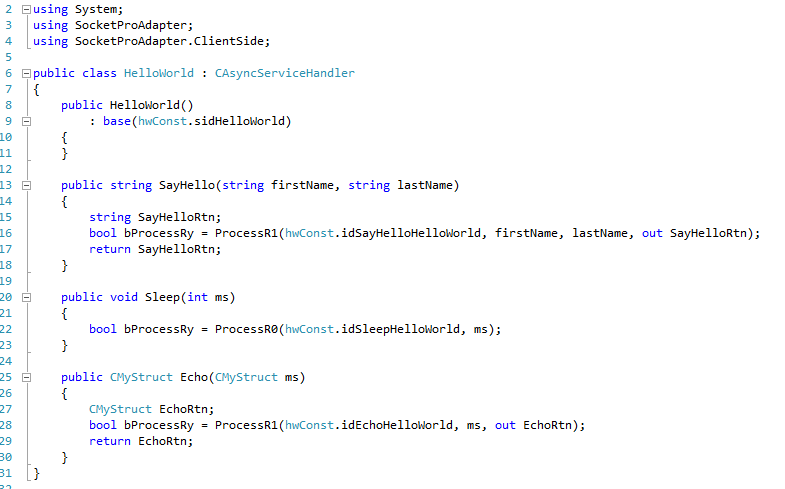 2 using System;
3 using SocketProAdapter;
4 using SocketProAdapter.ClientSide;
5
6 public class HelloWorld : CAsyncServiceHandler
7 {
8     public HelloWorld()
9         : base(hwConst.sidHelloWorld)
10     {
11     }
12
13     public string SayHello(string firstName, string lastName)
14     {
15         string SayHelloRtn;
16         bool bProcessRy = ProcessR1(hwConst.idSayHelloHelloWorld, firstName, lastName, out SayHelloRtn);
17         return SayHelloRtn;
18     }
19
20     public void Sleep(int ms)
21     {
22         bool bProcessRy = ProcessR0(hwConst.idSleepHelloWorld, ms);
23     }
24
25     public CMyStruct Echo(CMyStruct ms)
26     {
27         CMyStruct EchoRtn;
28         bool bProcessRy = ProcessR1(hwConst.idEchoHelloWorld, ms, out EchoRtn);
29         return EchoRtn;
30     }
31 }